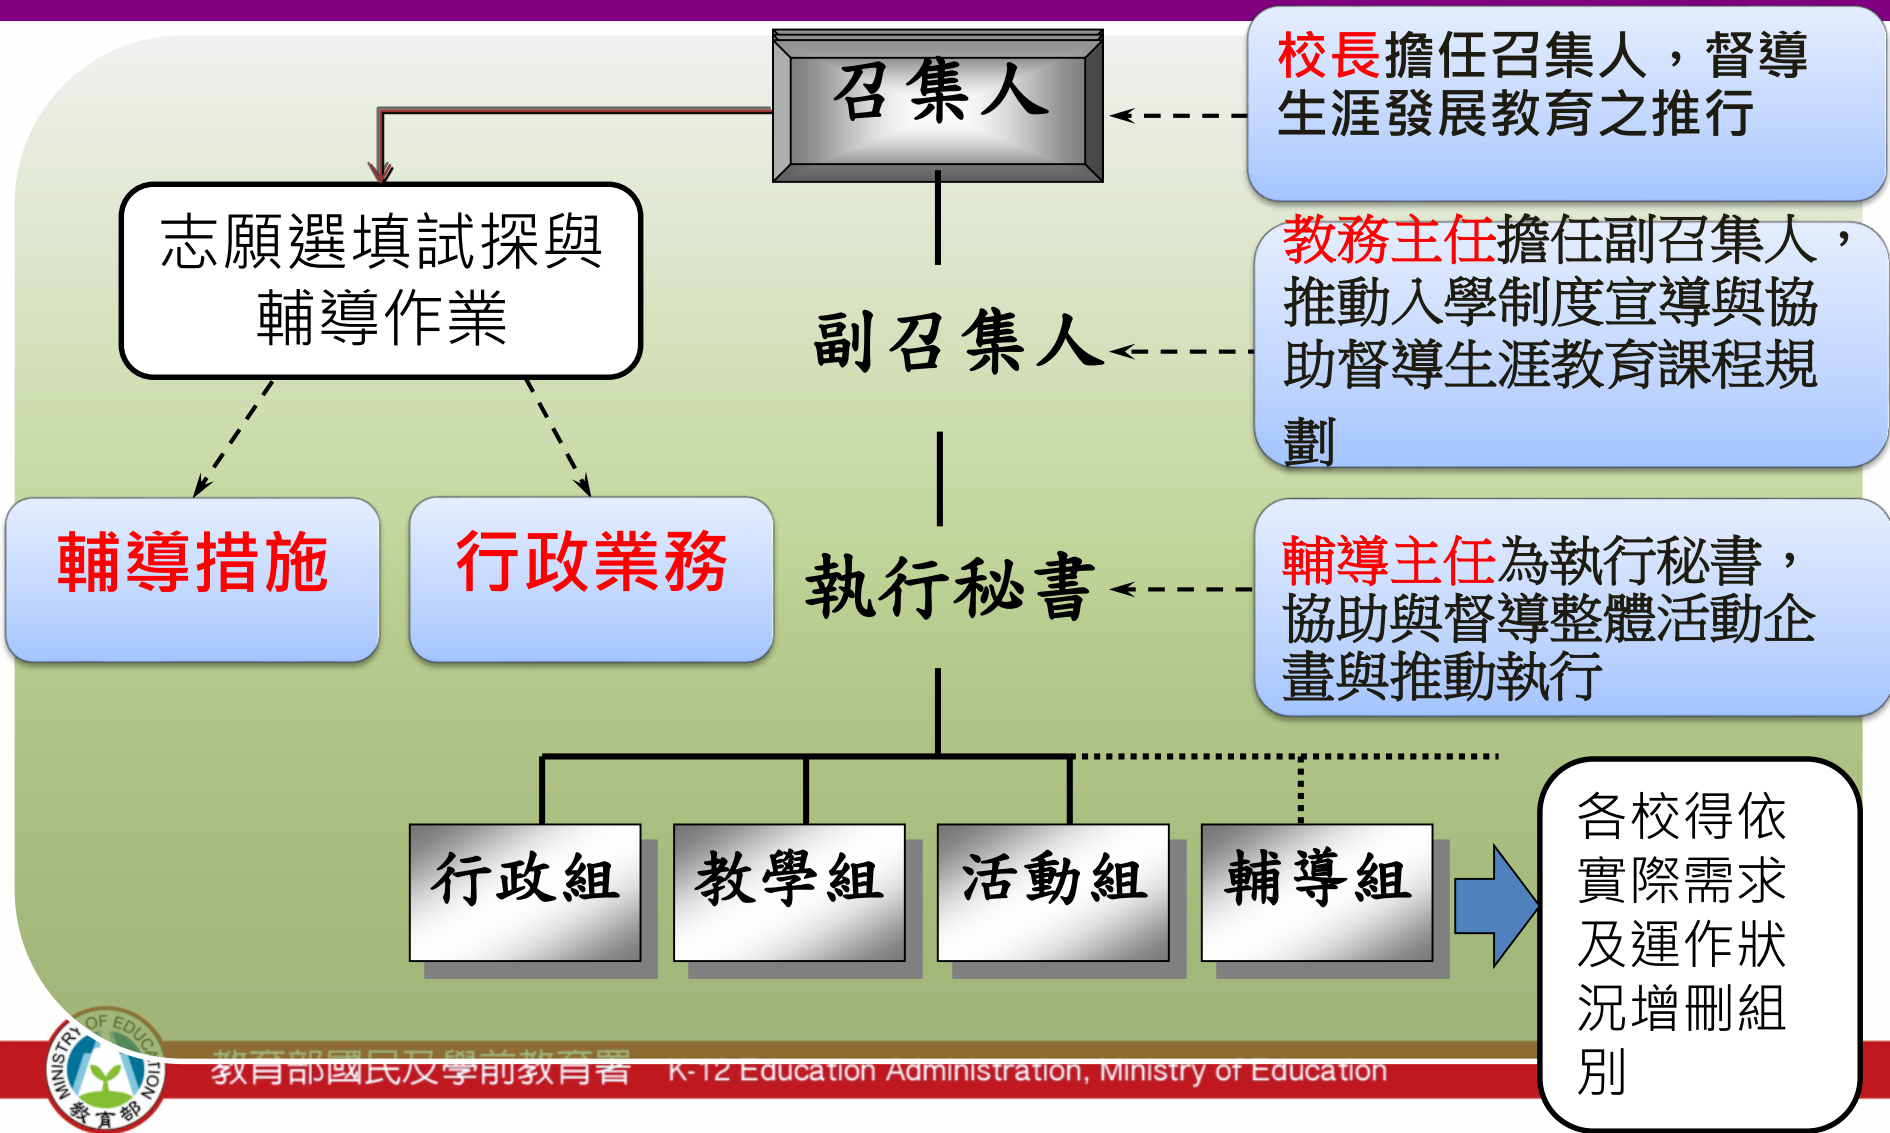 召集人
校長擔任召集人，督導
生涯發展教育之推行
志願選填試探與
輔導作業
副召集人
教務主任擔任副召集人，
推動入學制度宣導與協
助督導生涯教育課程規
劃
輔導措施
行政業務
執行秘書
輔導主任為執行秘書，
協助與督導整體活動企
畫與推動執行
行政組
教學組
活動組
輔導組
各校得依
實際需求
及運作狀
況增刪組
別
MINISTRY OF EDUCATION
教育部
教育部國民及學前教育署 K-12 Education Administration, Ministry of Education